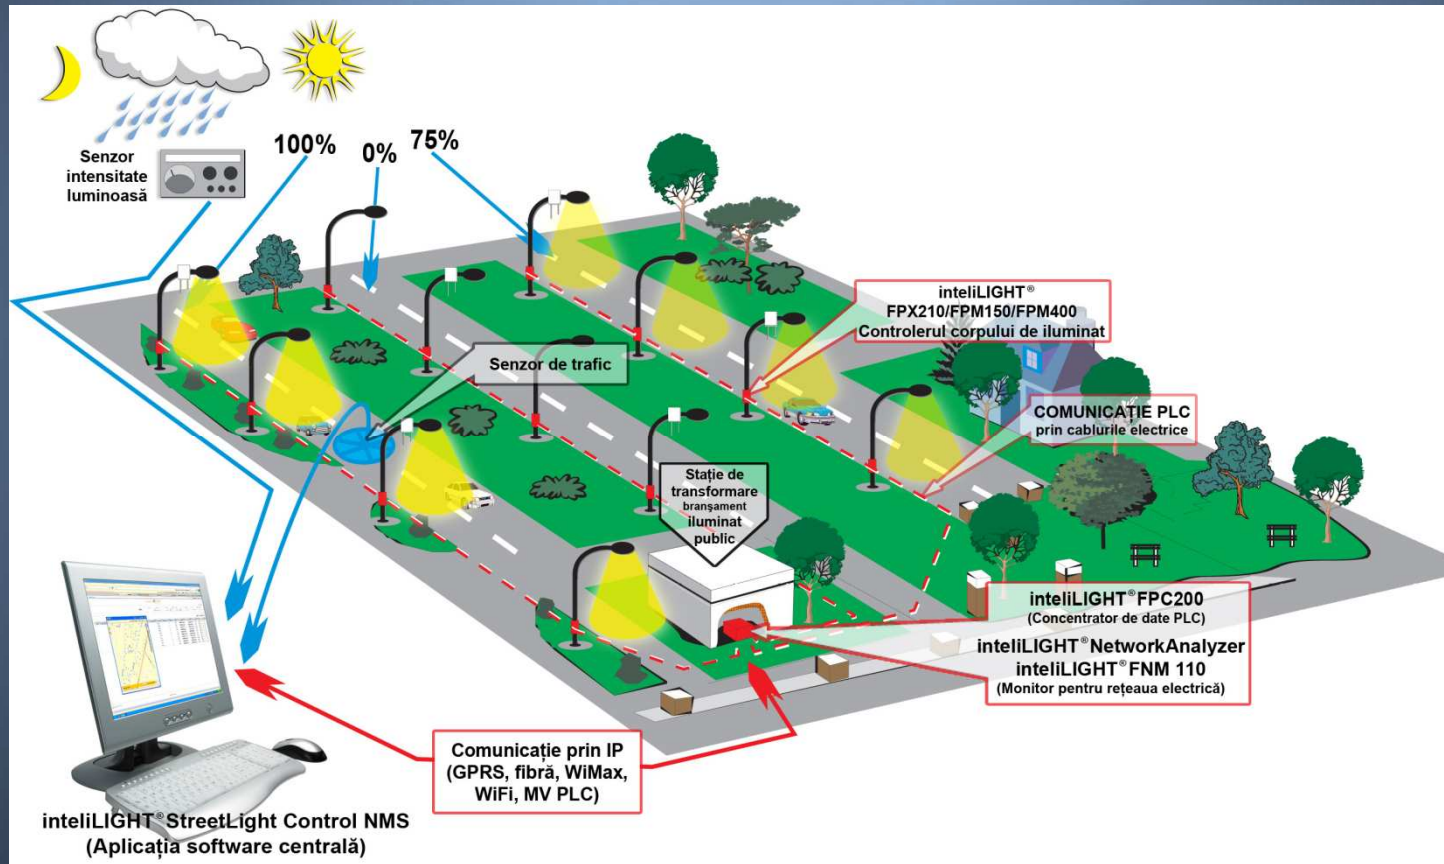 100%
0%
75%
Senzor
intensitate
luminoasă
inteliLIGHT®
FPX210/FPM150/FPM400
Controlerul corpului de iluminat
Senzor de trafic
COMUNICAȚIE PLC
prin cablurile electrice
Stație de
transformare
branșament
iluminat
public
inteliLIGHT®FPC200
(Concentrator de date PLC)
inteliLIGHT®NetworkAnalyzer
inteliLIGHT®FNM 110
(Monitor pentru rețeaua electrică)
Comunicație prin IP
(GPRS, fibră, WiMax,
WiFi, MV PLC)
inteliLIGHT®StreetLight Control NMS
(Aplicația software centrală)